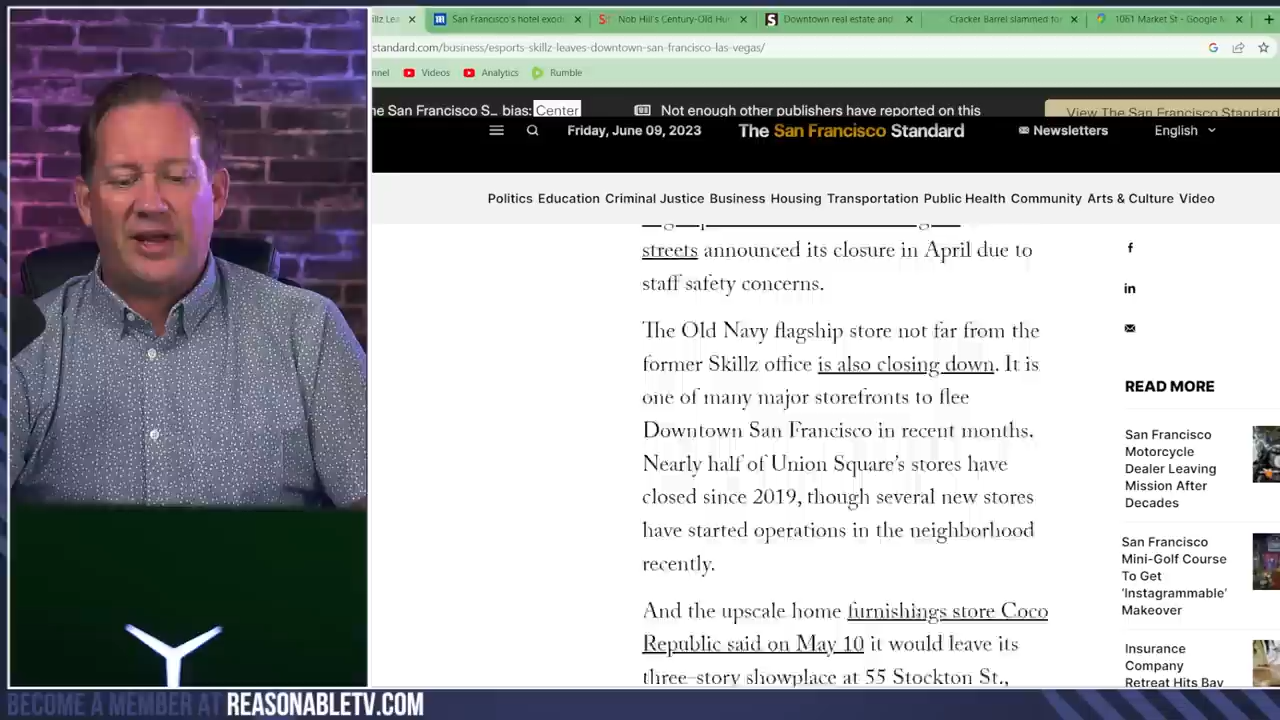 llz Lea
San Francisco's hotel exod
Nob Hill's Century-Old Hu
Downtown real estate and
Cracker Barrel slammed fo
1061 Market St - Google M
standard.com/business/esports-skillz-leaves-downtown-san-francisco-las-vegas/
nnel
Videos
Analytics
Rumble
he San Francisco S... bias: Center
Not enough other publishers have reported on this
View The San Francisco Standard
Friday, June 09, 2023
The San Francisco Standard
Newsletters
English
Politics Education Criminal Justice Business Housing Transportation Public Health Community Arts & Culture Video
streets announced its closure in April due to
staff safety concerns.
The Old Navy flagship store not far from the
former Skillz office is also closing down. It is
one of many major storefronts to flee
Downtown San Francisco in recent months.
Nearly half of Union Square's stores have
closed since 2019, though several new stores
have started operations in the neighborhood
recently.
And the upscale home furnishings store Coco
Republic said on May 10 it would leave its
three-story showplace at 55 Stockton St.,
READ MORE
San Francisco
Motorcycle
Dealer Leaving
Mission After
Decades
San Francisco
Mini-Golf Course
To Get
'Instagrammable'
Makeover
Insurance
Company
Retreat Hits Bay
BECOME A MEMBER AT REASONABLETV.COM